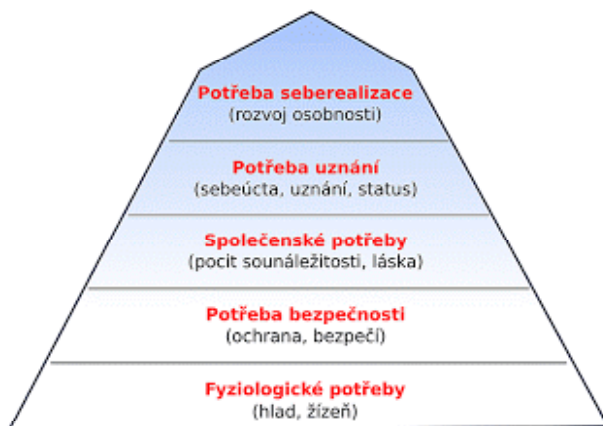 Potřeba seberealizace
(rozvoj osobnosti)
Potřeba uznání
(sebeúcta, uznání, status)
Společenské potřeby
(pocit sounáležitosti, láska)
Potřeba bezpečnosti
(ochrana, bezpečí)
Fyziologické potřeby
(hlad, žízeň)